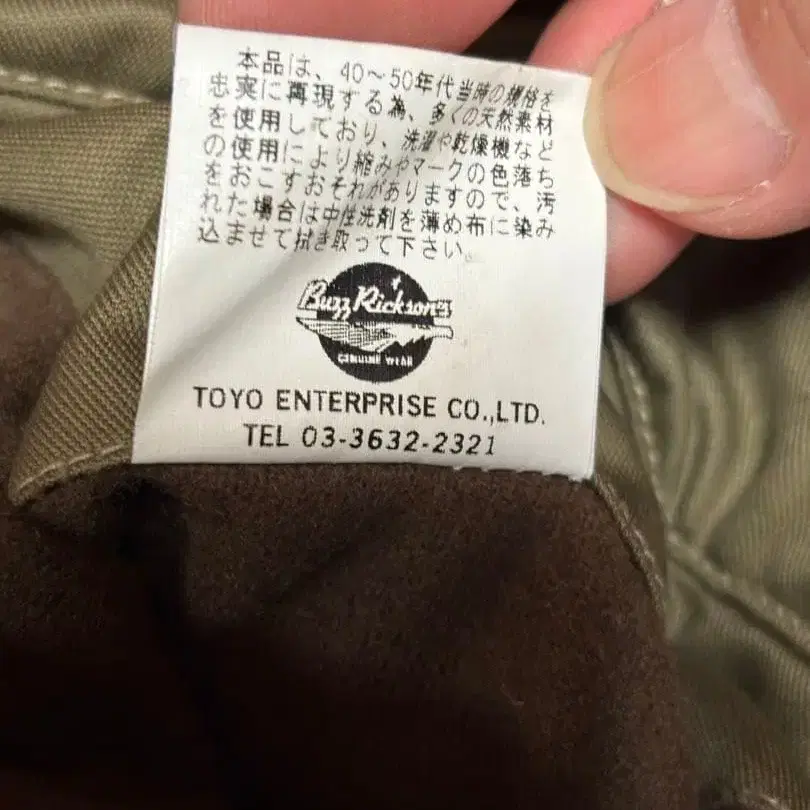 本品は、40～50年代当時の規格を
忠実に再現する為、多くの天然素材
を使用しており、洗濯や乾燥機など
の使用により縮みやマークの色落ち
をおこすおそれがありますので、汚
れた場合は中性洗剤を薄め布に染み
込ませて拭き取って下さい。
Buzz Rickson's
GENUINE WEAR
TOYO ENTERPRISE CO.,LTD.
TEL 03-3632-2321